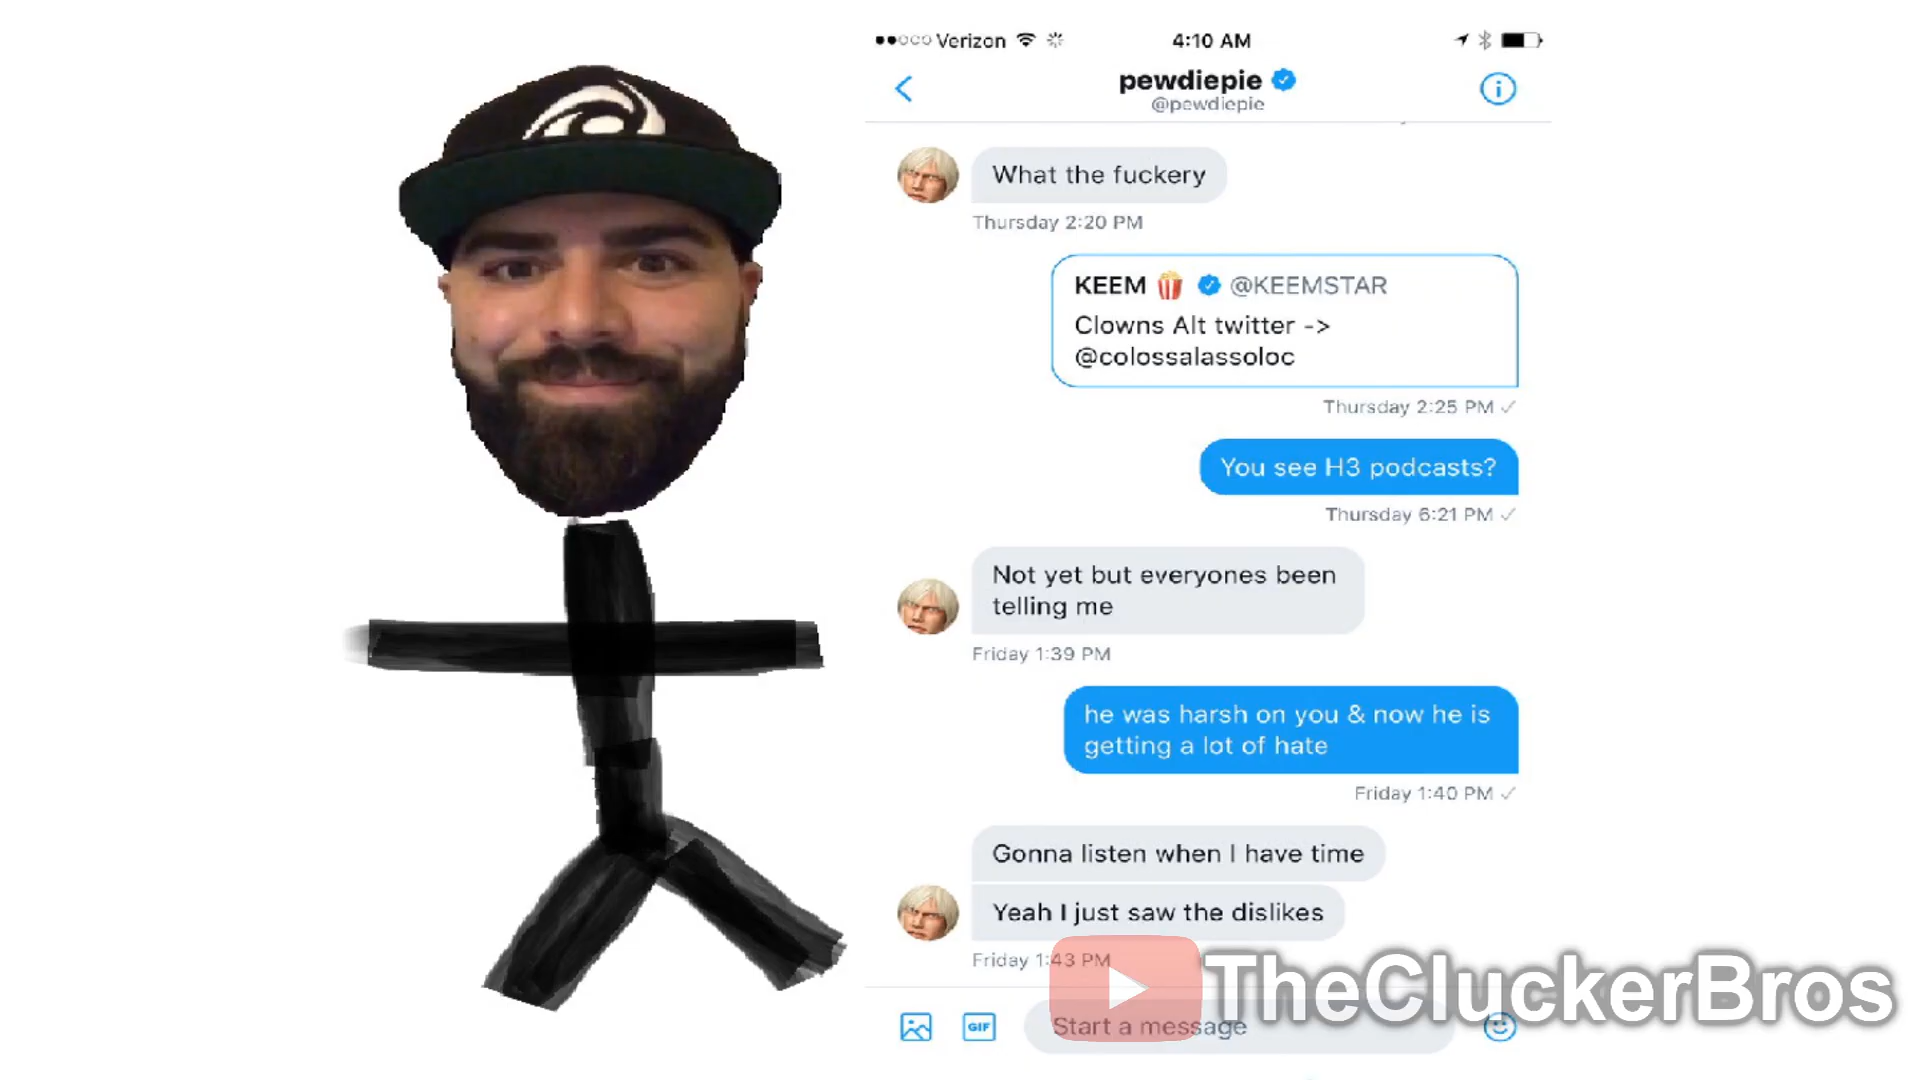 Verizon
4:10 AM
pewdiepie
@pewdiepie
What the fuckery
Thursday 2:20 PM
KEEM 🍿 @KEEMSTAR
Clowns Alt twitter ->
@colossalassoloc
Thursday 2:25 PM ✓
You see H3 podcasts?
Thursday 6:21 PM ✓
Not yet but everyones been
telling me
Friday 1:39 PM
he was harsh on you & now he is
getting a lot of hate
Friday 1:40 PM ✓
Gonna listen when I have time
Yeah I just saw the dislikes
Friday 1:43 PM
TheCluckerBros
GIF
Start a message